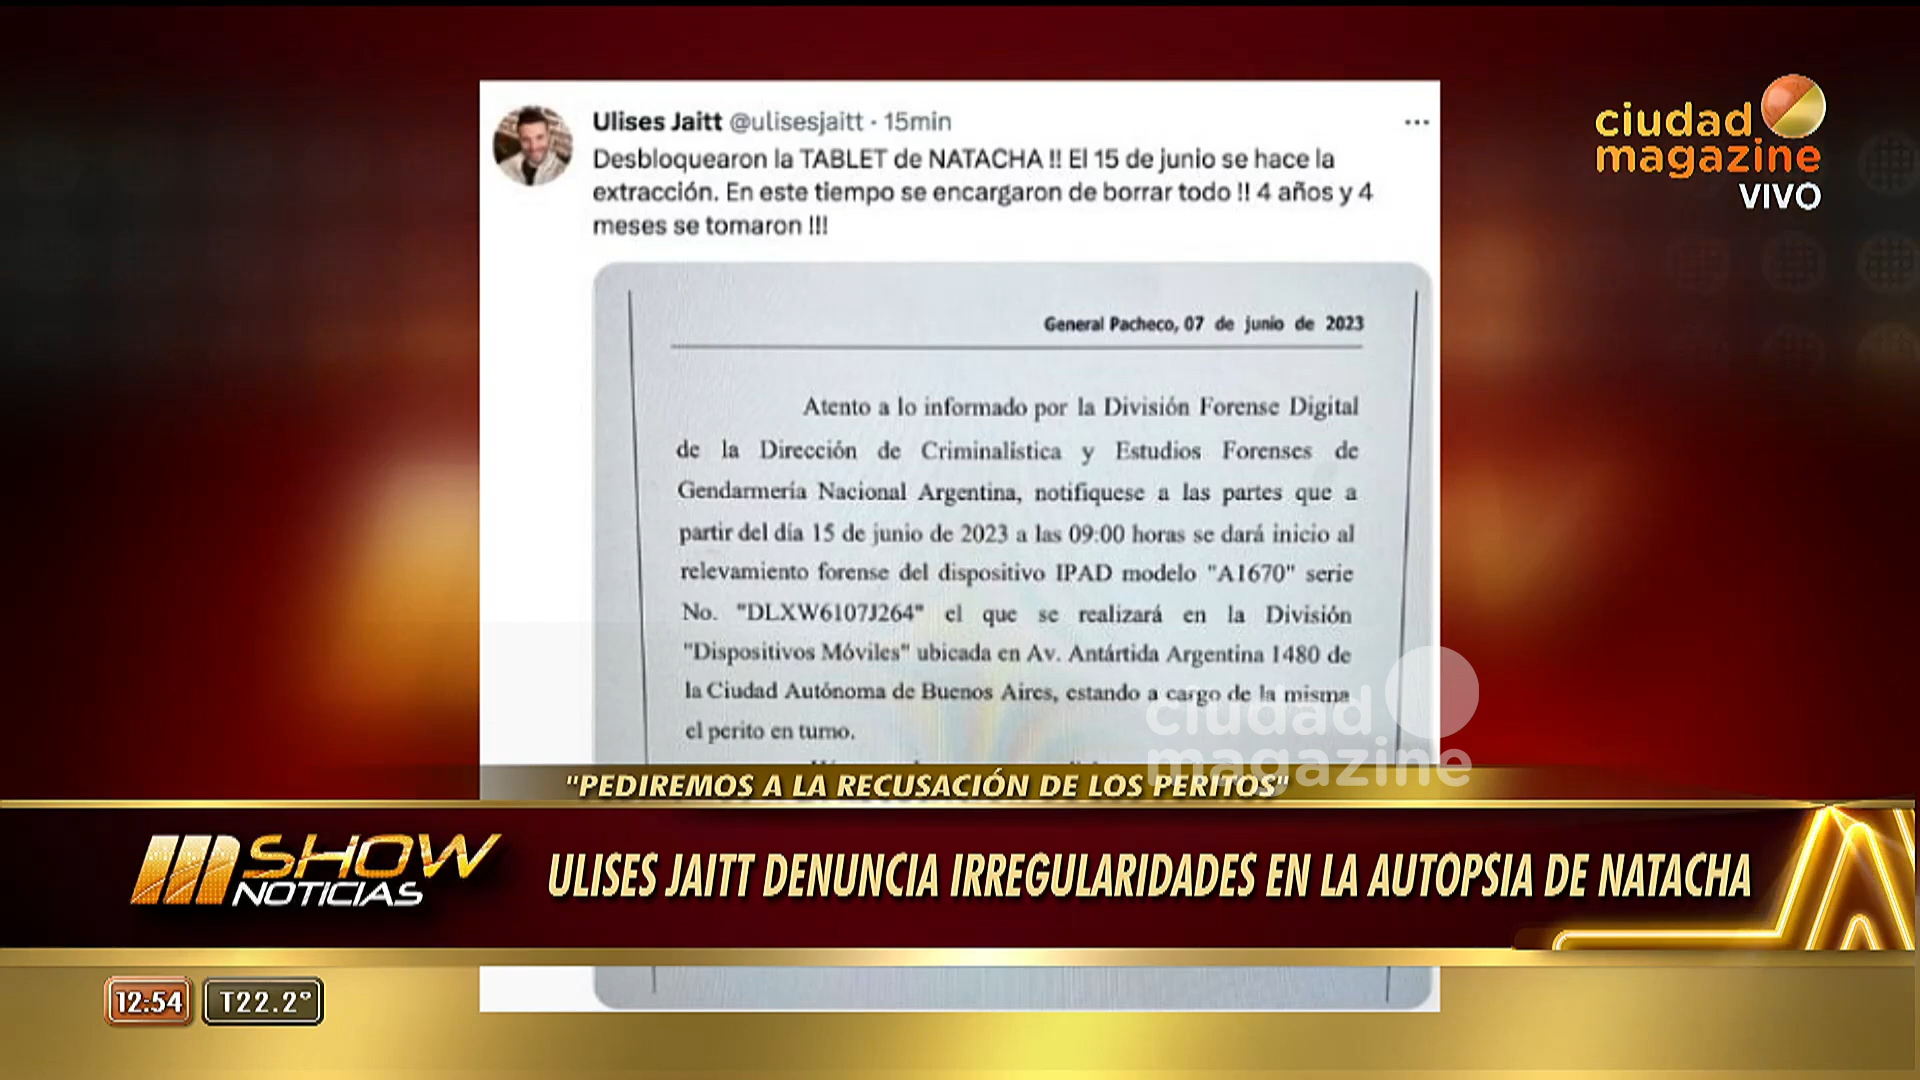 Ulises Jaitt @ulisesjaitt · 15min
Desbloquearon la TABLET de NATACHA !! El 15 de junio se hace la
extracción. En este tiempo se encargaron de borrar todo !! 4 años y 4
meses se tomaron !!!
General Pacheco, 07 de junio de 2023
Atento a lo informado por la División Forense Digital
de la Dirección de Criminalística y Estudios Forenses de
Gendarmería Nacional Argentina, notifiquese a las partes que a
partir del día 15 de junio de 2023 a las 09:00 horas se dará inicio al
relevamiento forense del dispositivo IPAD modelo "A1670" serie
No. "DLXW6107J264" el que se realizará en la División
"Dispositivos Móviles" ubicada en Av. Antártida Argentina 1480 de
la Ciudad Autónoma de Buenos Aires, estando a cargo de la misma
el perito en turno.
ciudad
magazine
VIVO
ciudad
magazine
"PEDIREMOS A LA RECUSACIÓN DE LOS PERITOS"
M SHOW
NOTICIAS
ULISES JAITT DENUNCIA IRREGULARIDADES EN LA AUTOPSIA DE NATACHA
12:54
T22.2°